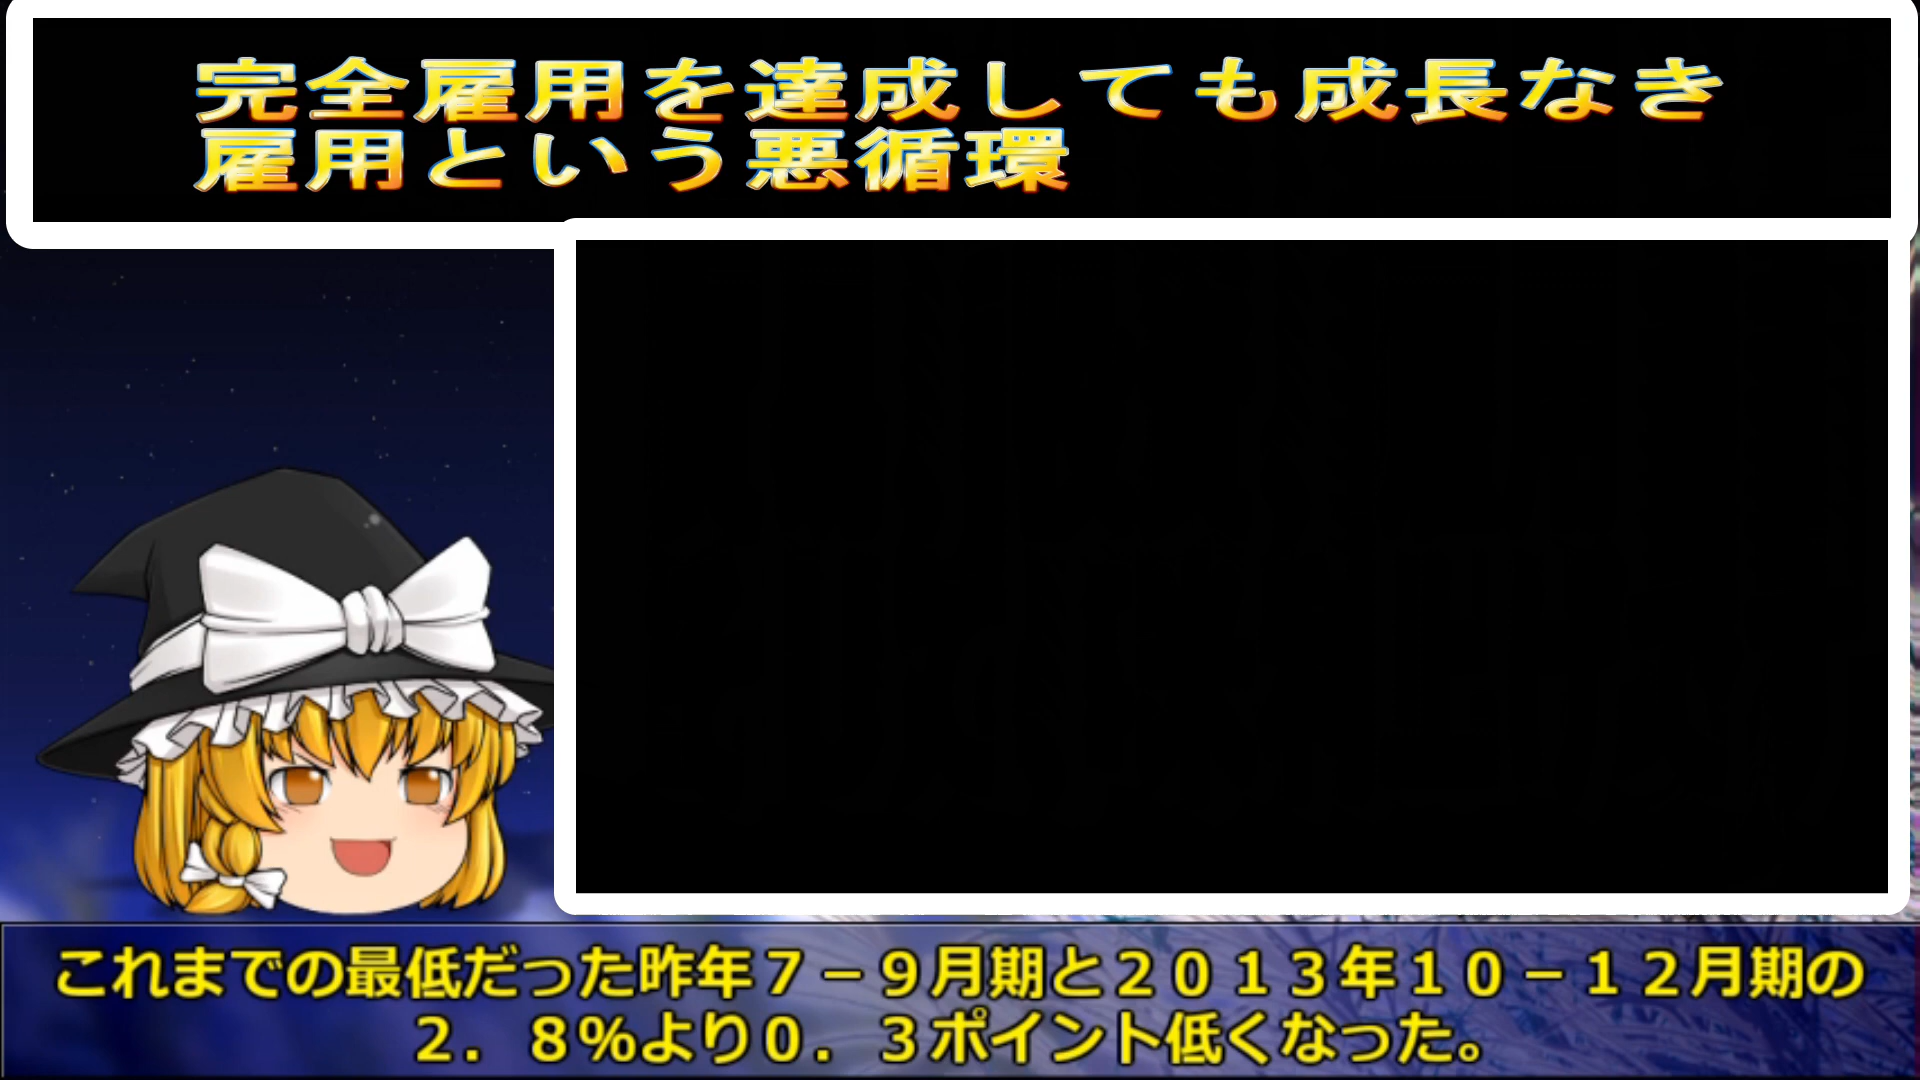 完全雇用を達成しても成長なき
雇用という悪循環
これまでの最低だった昨年７－９月期と２０１３年１０－１２月期の
２．８％より０．３ポイント低くなった。